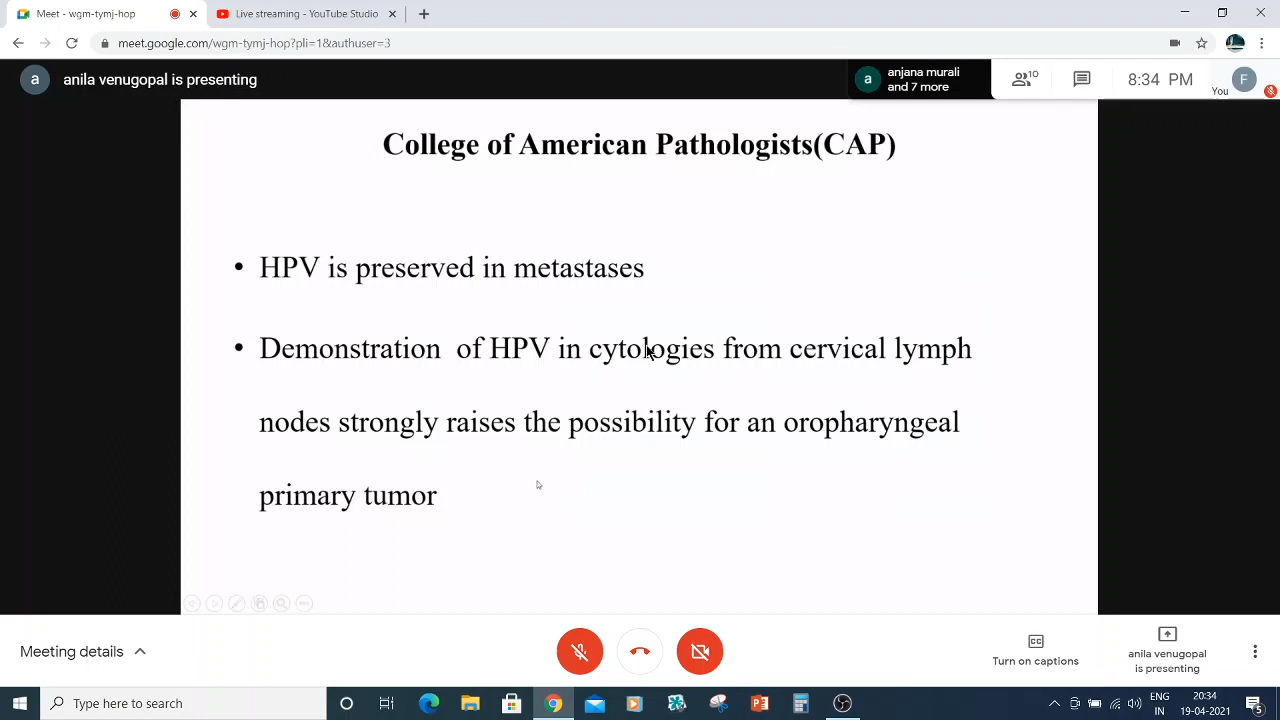 Meet - wgm-tymj-hop
Live streaming - YouTube Studio
meet.google.com/wgm-tymj-hop?pli=1&authuser=3
a
anila venugopal is presenting
a
anjana murali
and 7 more
10
8:34 PM
You
F
College of American Pathologists(CAP)
• HPV is preserved in metastases
• Demonstration of HPV in cytologies from cervical lymph
nodes strongly raises the possibility for an oropharyngeal
primary tumor
Meeting details
Turn on captions
anila venugopal
is presenting
Type here to search
ENG
IN
20:34
19-04-2021